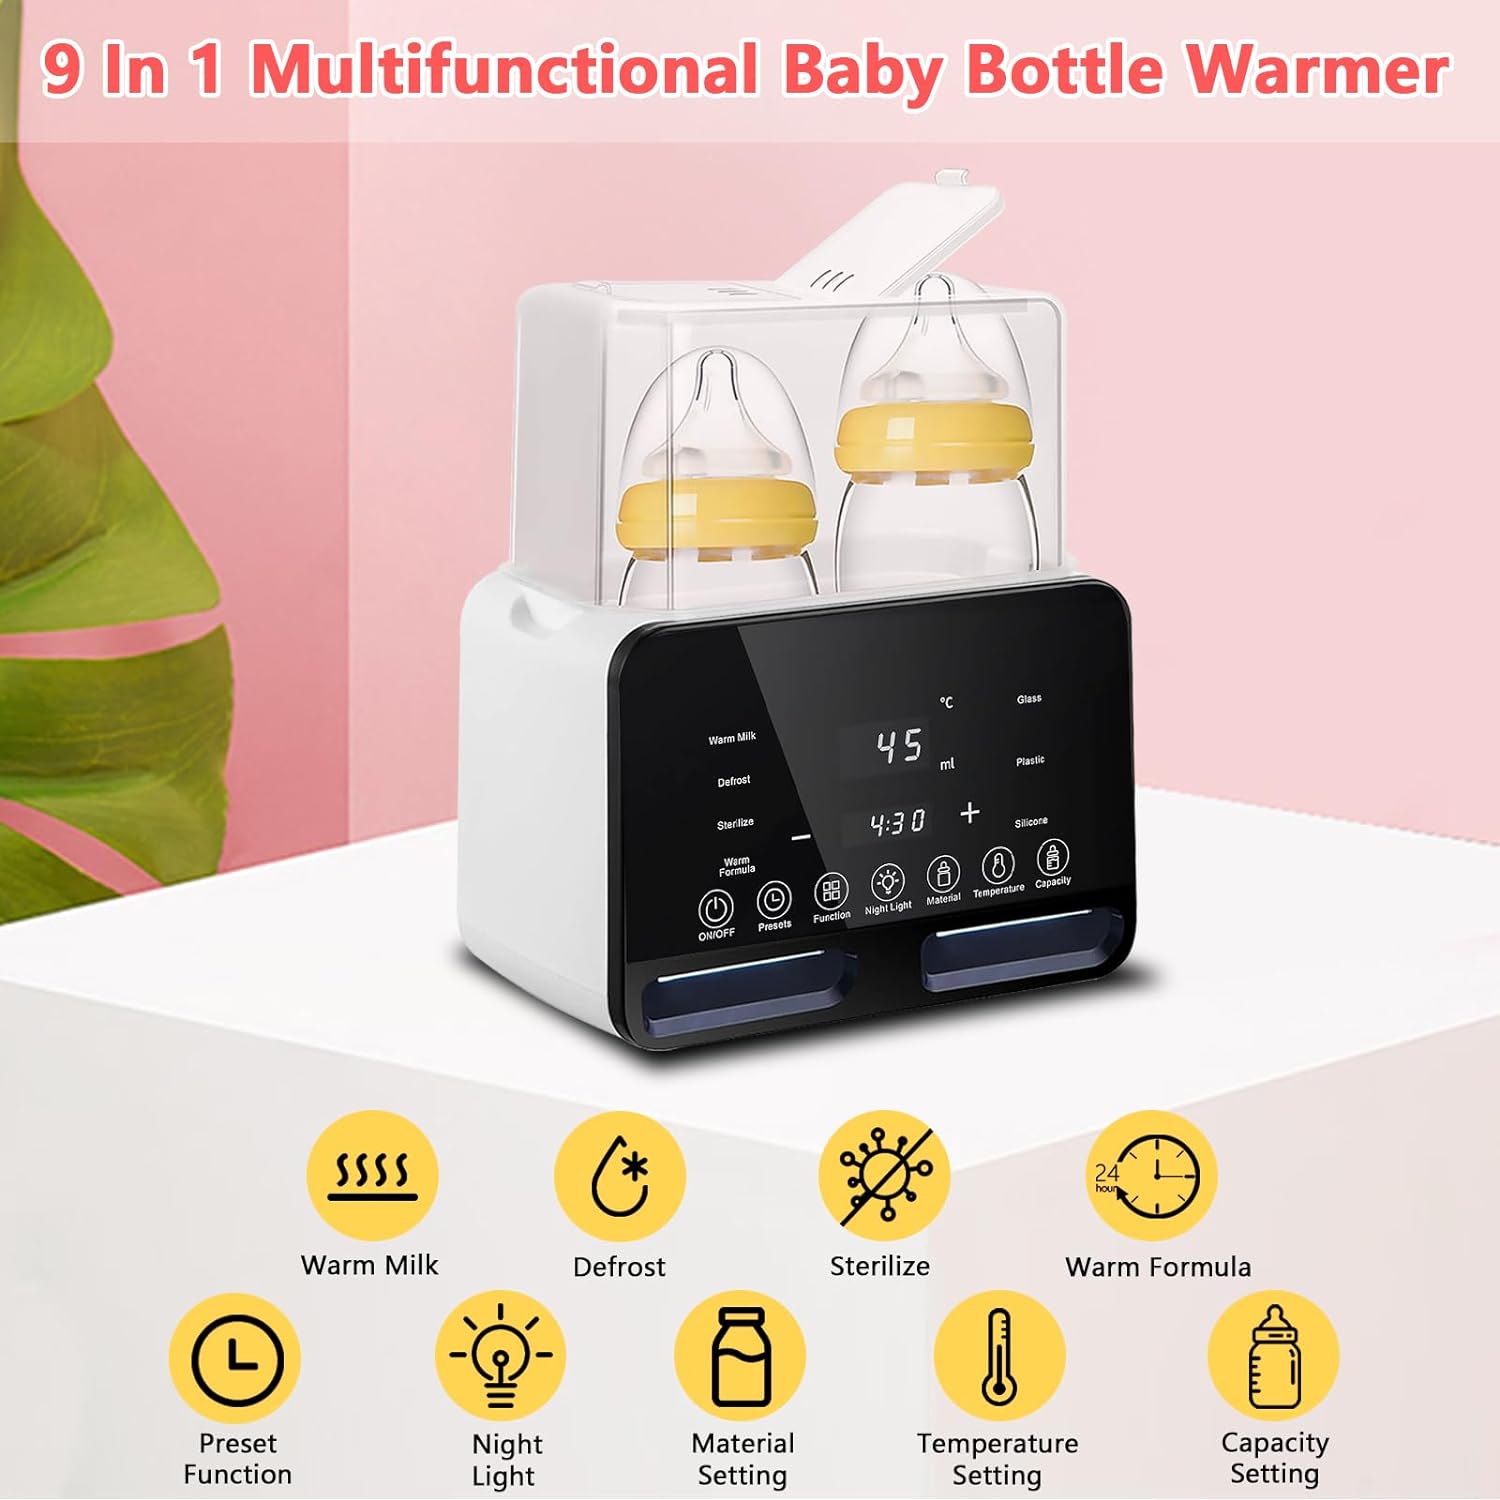 9 In 1 Multifunctional Baby Bottle Warmer
°C
Glass
Warm Milk
45
ml
Plastic
Defrost
Sterilize
−
4:30
+
Silicone
Warm
Formula
ON/OFF
Presets
Function
Night Light
Material
Temperature
Capacity
24
hour
Warm Milk
Defrost
Sterilize
Warm Formula
Preset
Function
Night
Light
Material
Setting
Temperature
Setting
Capacity
Setting